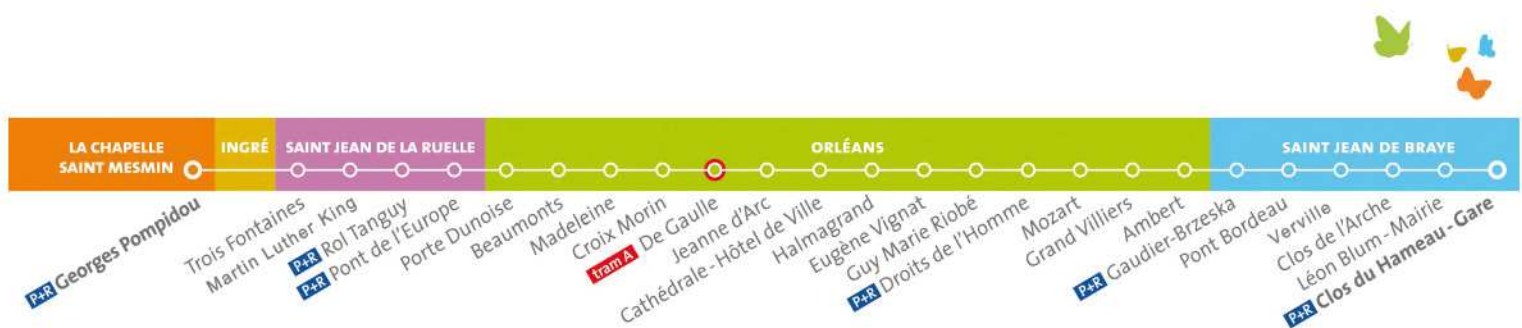 LA CHAPELLE
SAINT MESMIN
INGRÉ
SAINT JEAN DE LA RUELLE
ORLÉANS
SAINT JEAN DE BRAYE
P+R Georges Pompidou
Trois Fontaines
Martin Luther King
P+R Rol Tanguy
P+R Pont de l'Europe
Porte Dunoise
Beaumonts
Madeleine
Croix Morin
tram A De Gaulle
Jeanne d'Arc
Cathédrale - Hôtel de Ville
Halmagrand
Eugène Vignat
Guy Marie Riobé
P+R Droits de l'Homme
Mozart
Grand Villiers
Ambert
P+R Gaudier-Brzeska
Pont Bordeau
Verville
Clos de l'Arche
Léon Blum - Mairie
P+R Clos du Hameau - Gare